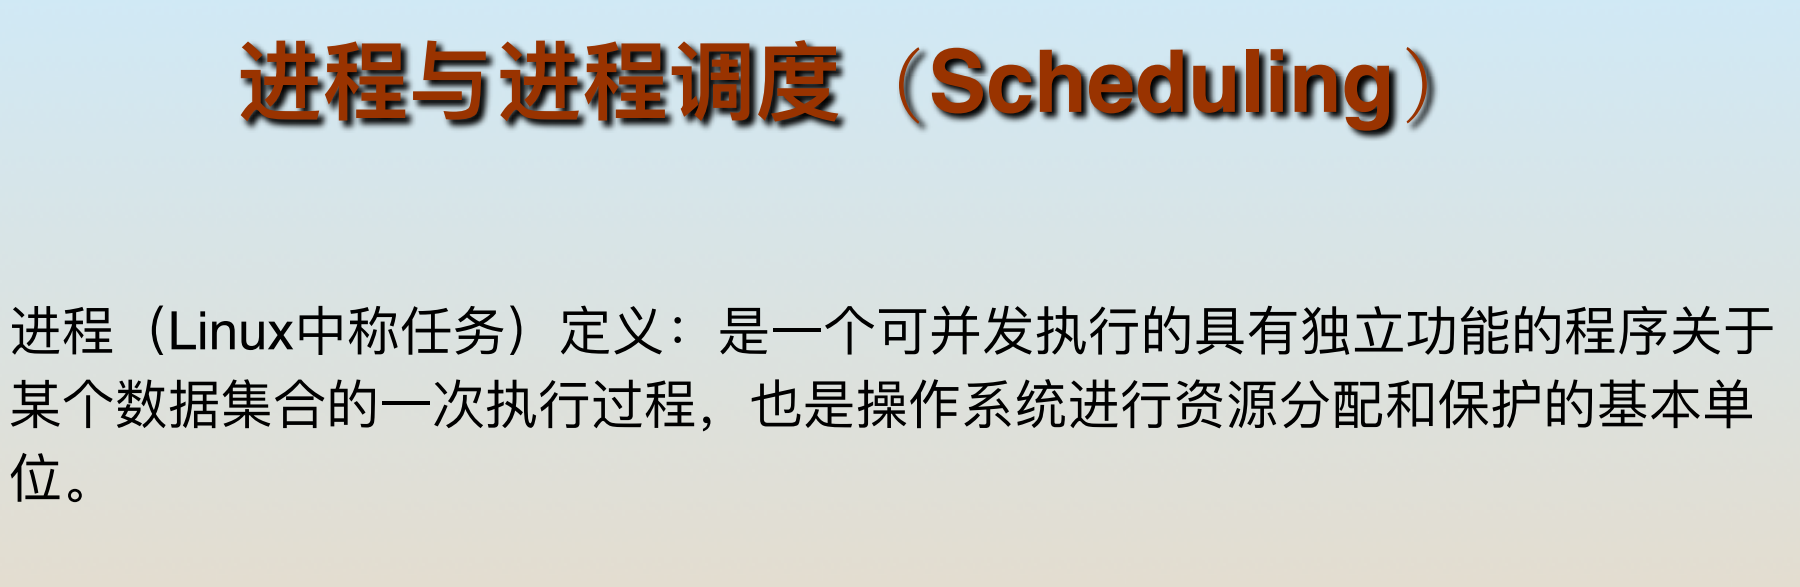 进程与进程调度（Scheduling）
进程（Linux中称任务）定义：是一个可并发执行的具有独立功能的程序关于
某个数据集合的一次执行过程，也是操作系统进行资源分配和保护的基本单
位。